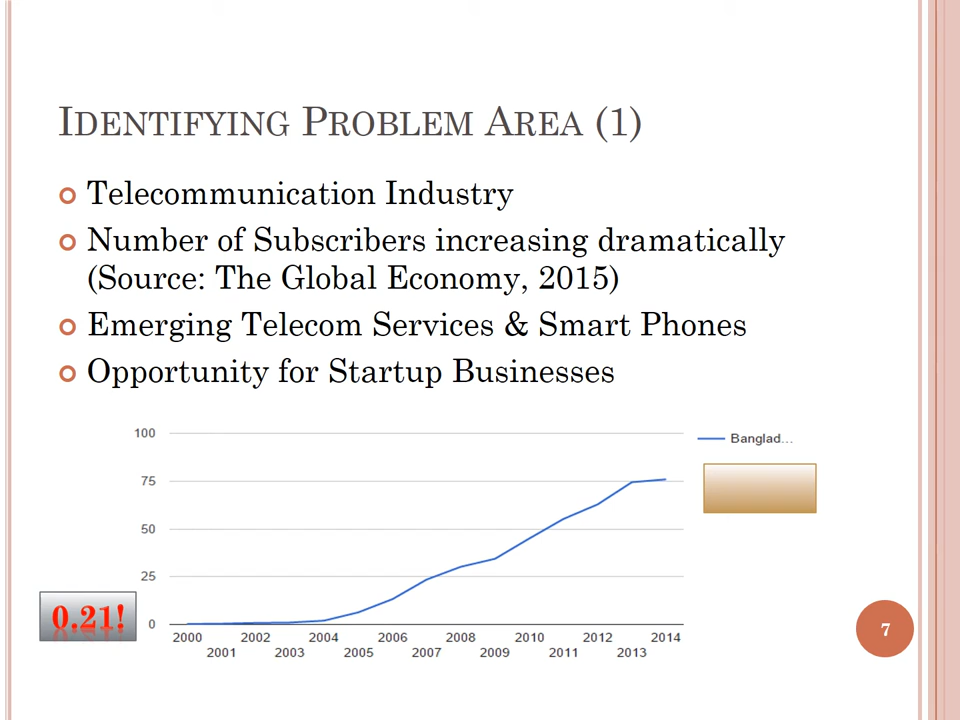 IDENTIFYING PROBLEM AREA (1)
Telecommunication Industry
Number of Subscribers increasing dramatically
(Source: The Global Economy, 2015)
Emerging Telecom Services & Smart Phones
Opportunity for Startup Businesses
100
Banglad...
75
50
25
0.21!
0
2000 2002 2004 2006 2008 2010 2012 2014
2001 2003 2005 2007 2009 2011 2013
7